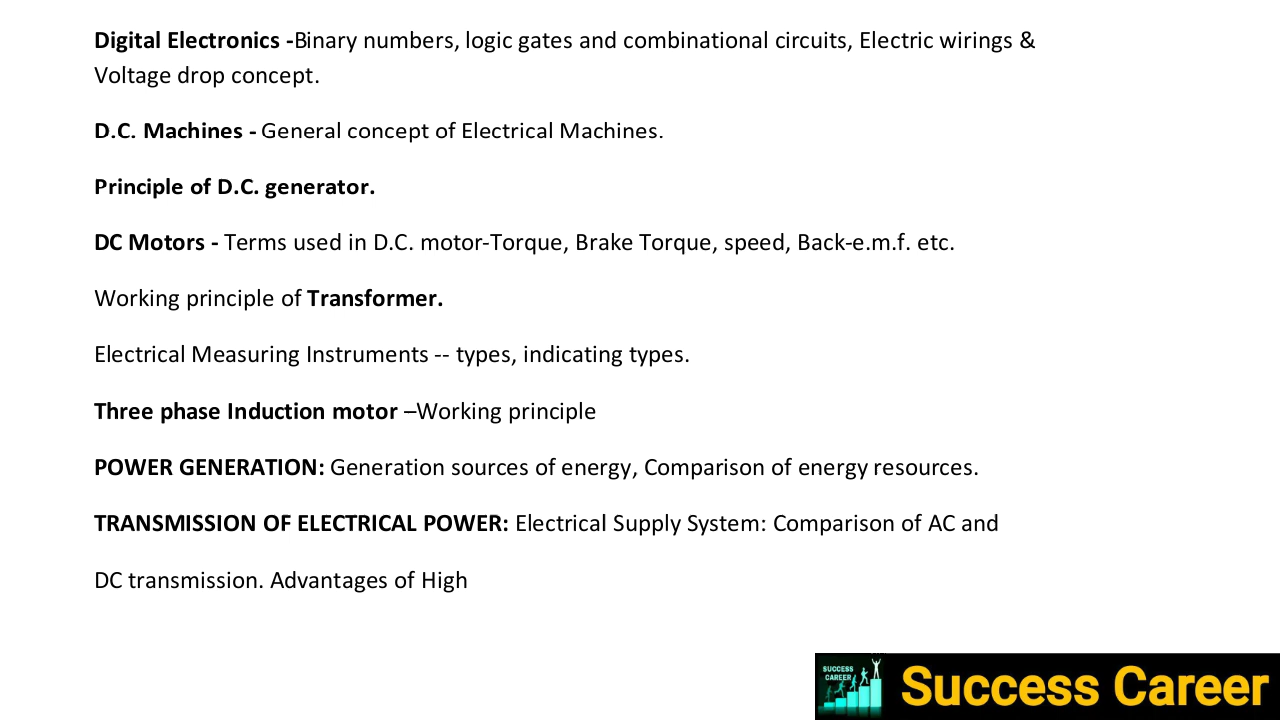 Digital Electronics -Binary numbers, logic gates and combinational circuits, Electric wirings &
Voltage drop concept.
D.C. Machines - General concept of Electrical Machines.
Principle of D.C. generator.
DC Motors - Terms used in D.C. motor-Torque, Brake Torque, speed, Back-e.m.f. etc.
Working principle of Transformer.
Electrical Measuring Instruments -- types, indicating types.
Three phase Induction motor –Working principle
POWER GENERATION: Generation sources of energy, Comparison of energy resources.
TRANSMISSION OF ELECTRICAL POWER: Electrical Supply System: Comparison of AC and
DC transmission. Advantages of High
SUCCESS
CAREER
Success Career